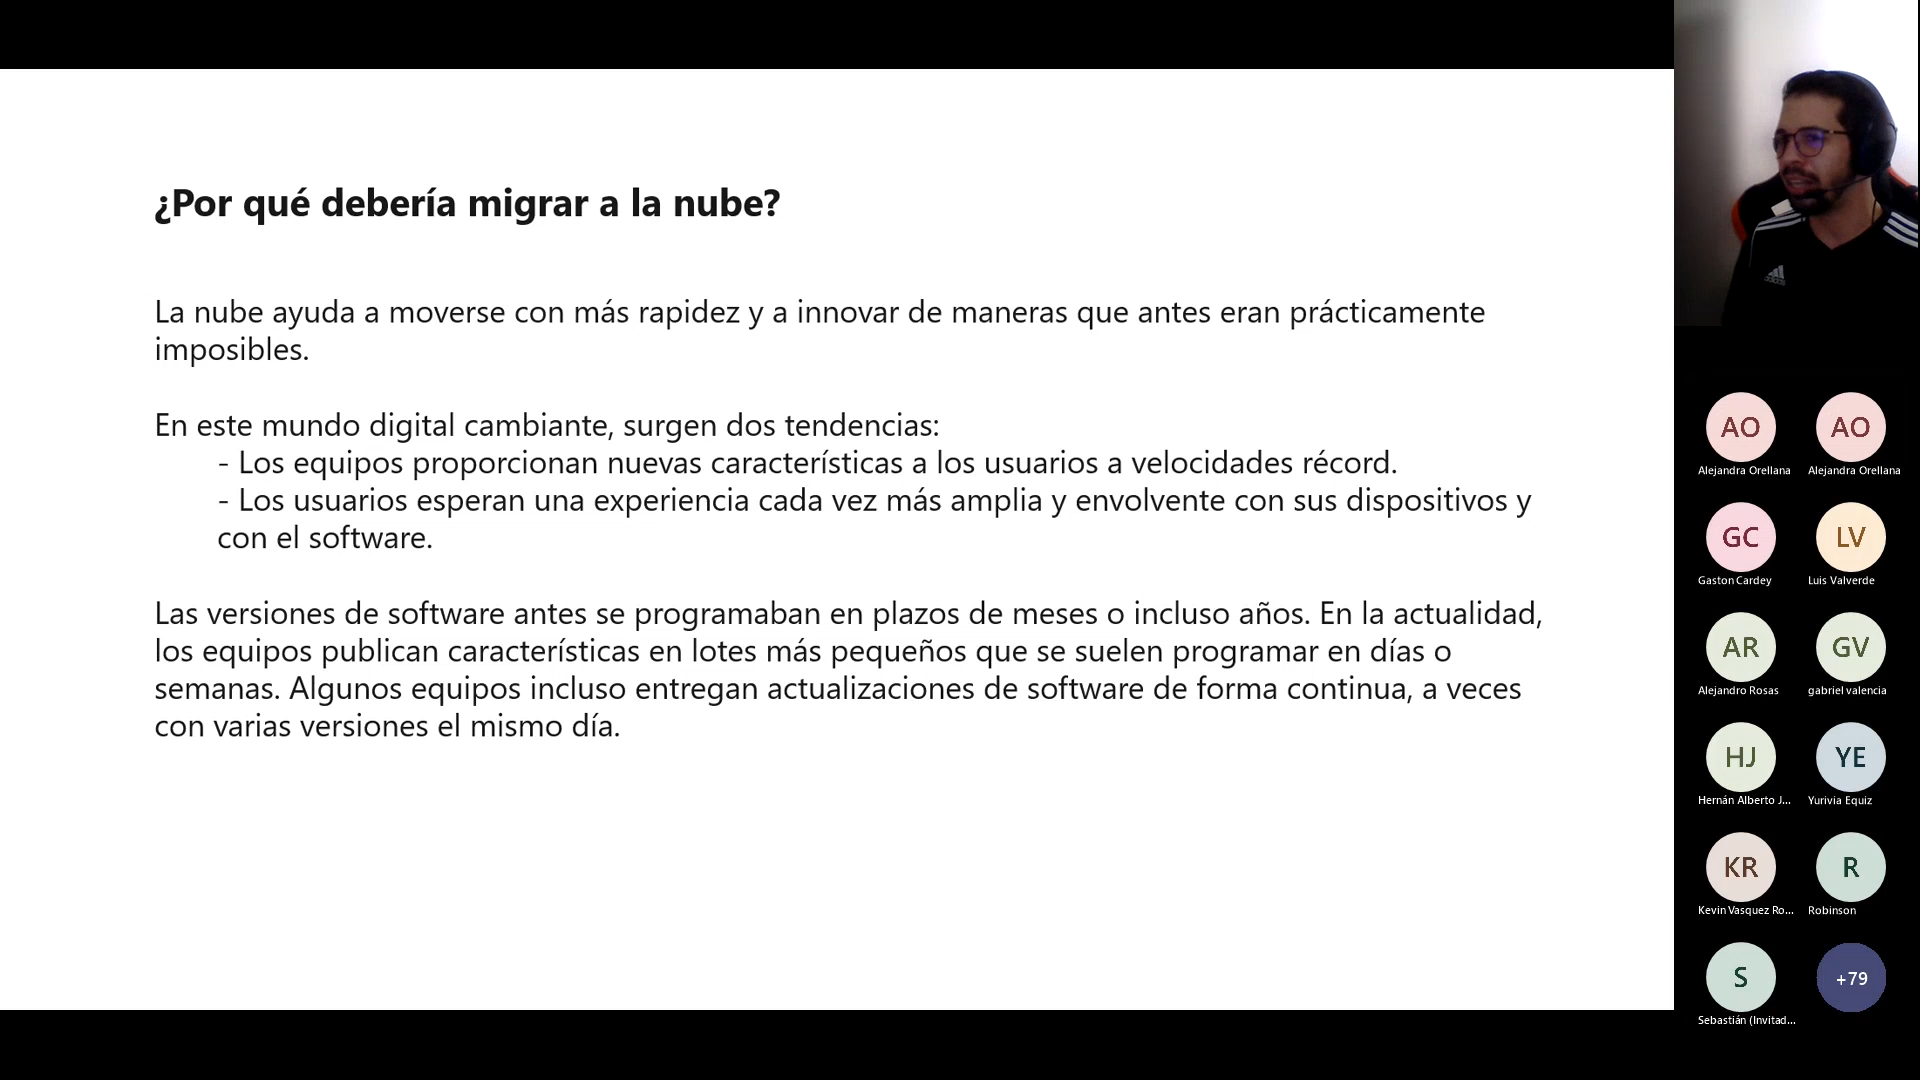 ¿Por qué debería migrar a la nube?
La nube ayuda a moverse con más rapidez y a innovar de maneras que antes eran prácticamente
imposibles.
En este mundo digital cambiante, surgen dos tendencias:
- Los equipos proporcionan nuevas características a los usuarios a velocidades récord.
- Los usuarios esperan una experiencia cada vez más amplia y envolvente con sus dispositivos y
con el software.
Las versiones de software antes se programaban en plazos de meses o incluso años. En la actualidad,
los equipos publican características en lotes más pequeños que se suelen programar en días o
semanas. Algunos equipos incluso entregan actualizaciones de software de forma continua, a veces
con varias versiones el mismo día.
adidas
AO AO
Alejandra Orellana Alejandra Orellana
GC LV
Gaston Cardey Luis Valverde
AR GV
Alejandro Rosas gabriel valencia
HJ YE
Hernán Alberto J... Yurivia Equiz
KR R
Kevin Vasquez Ro... Robinson
S +79
Sebastián (Invitad...